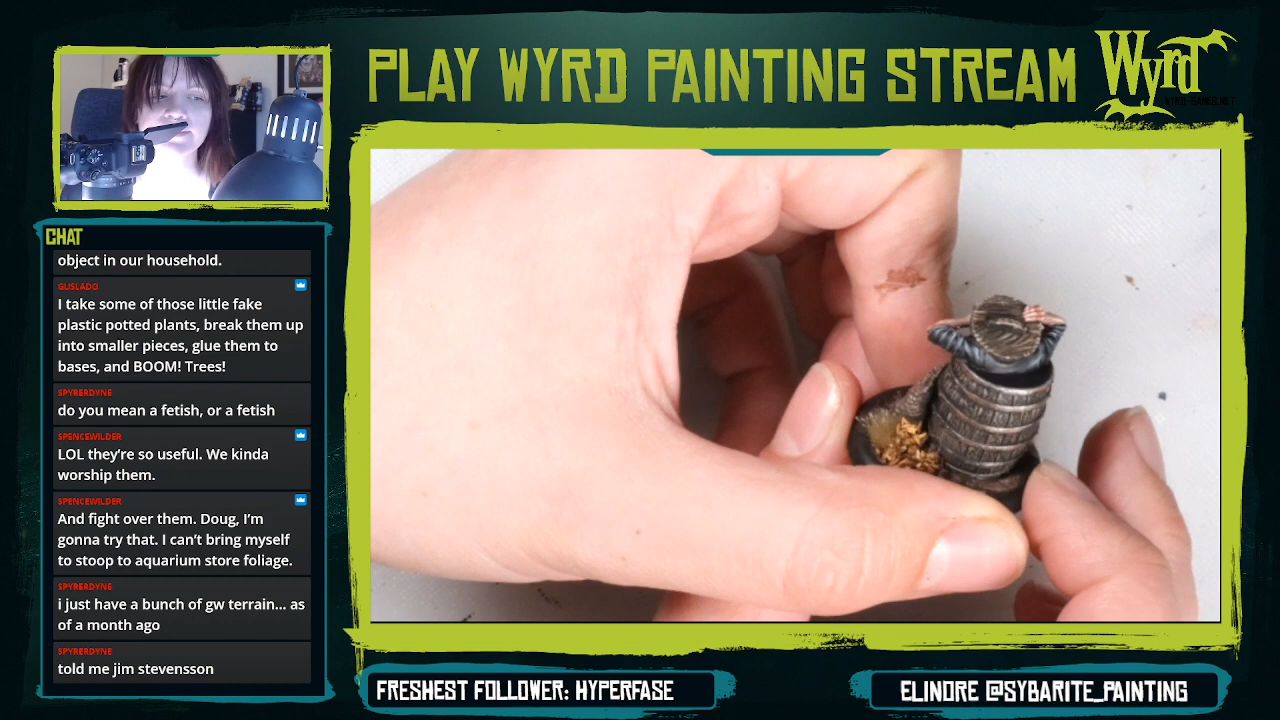 PLAY WYRD PAINTING STREAM
Wyrd
CHAT
object in our household.
GUSLADO
I take some of those little fake
plastic potted plants, break them up
into smaller pieces, glue them to
bases, and BOOM! Trees!
SPYRERDYNE
do you mean a fetish, or a fetish
SPENCEWILDER
LOL they're so useful. We kinda
worship them.
SPENCEWILDER
And fight over them. Doug, I'm
gonna try that. I can't bring myself
to stoop to aquarium store foliage.
SPYRERDYNE
i just have a bunch of gw terrain... as
of a month ago
SPYRERDYNE
told me jim stevensson
FRESHEST FOLLOWER: HYPERFASE
ELINORE @SYBARITE_PAINTING